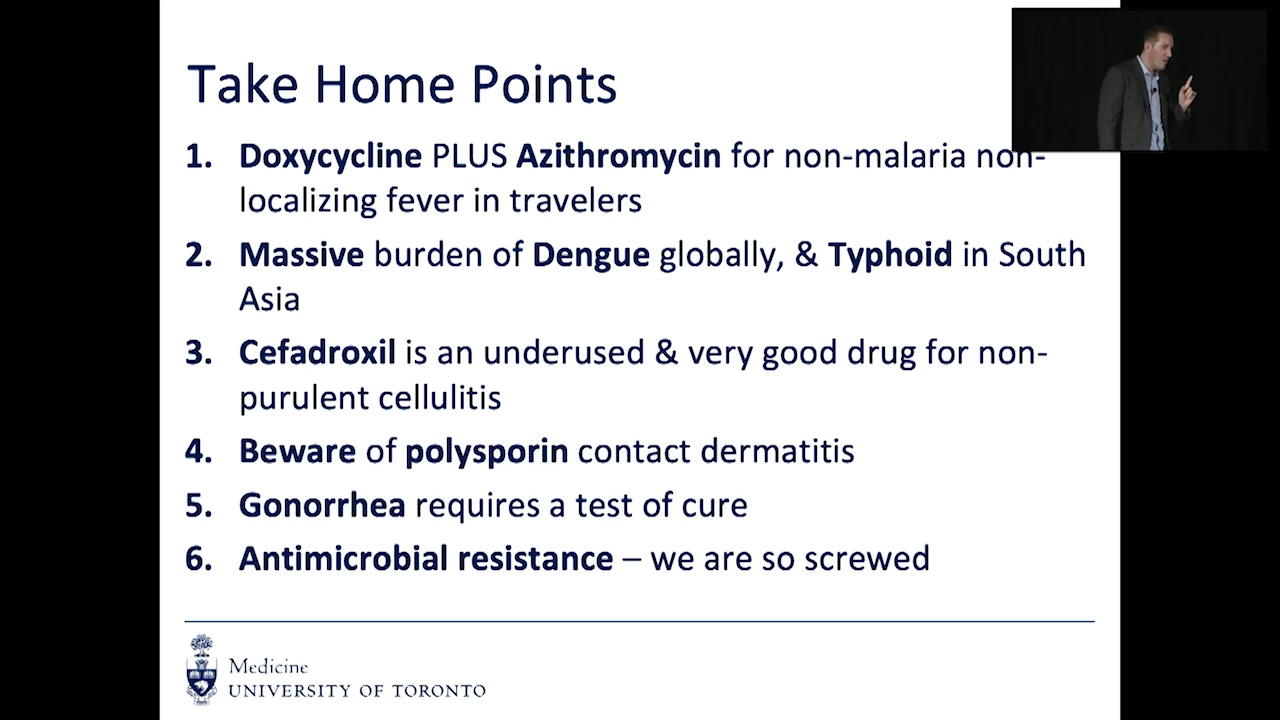 Take Home Points
1. Doxycycline PLUS Azithromycin for non-malaria non-
localizing fever in travelers
2. Massive burden of Dengue globally, & Typhoid in South
Asia
3. Cefadroxil is an underused & very good drug for non-
purulent cellulitis
4. Beware of polysporin contact dermatitis
5. Gonorrhea requires a test of cure
6. Antimicrobial resistance – we are so screwed
Medicine
UNIVERSITY OF TORONTO